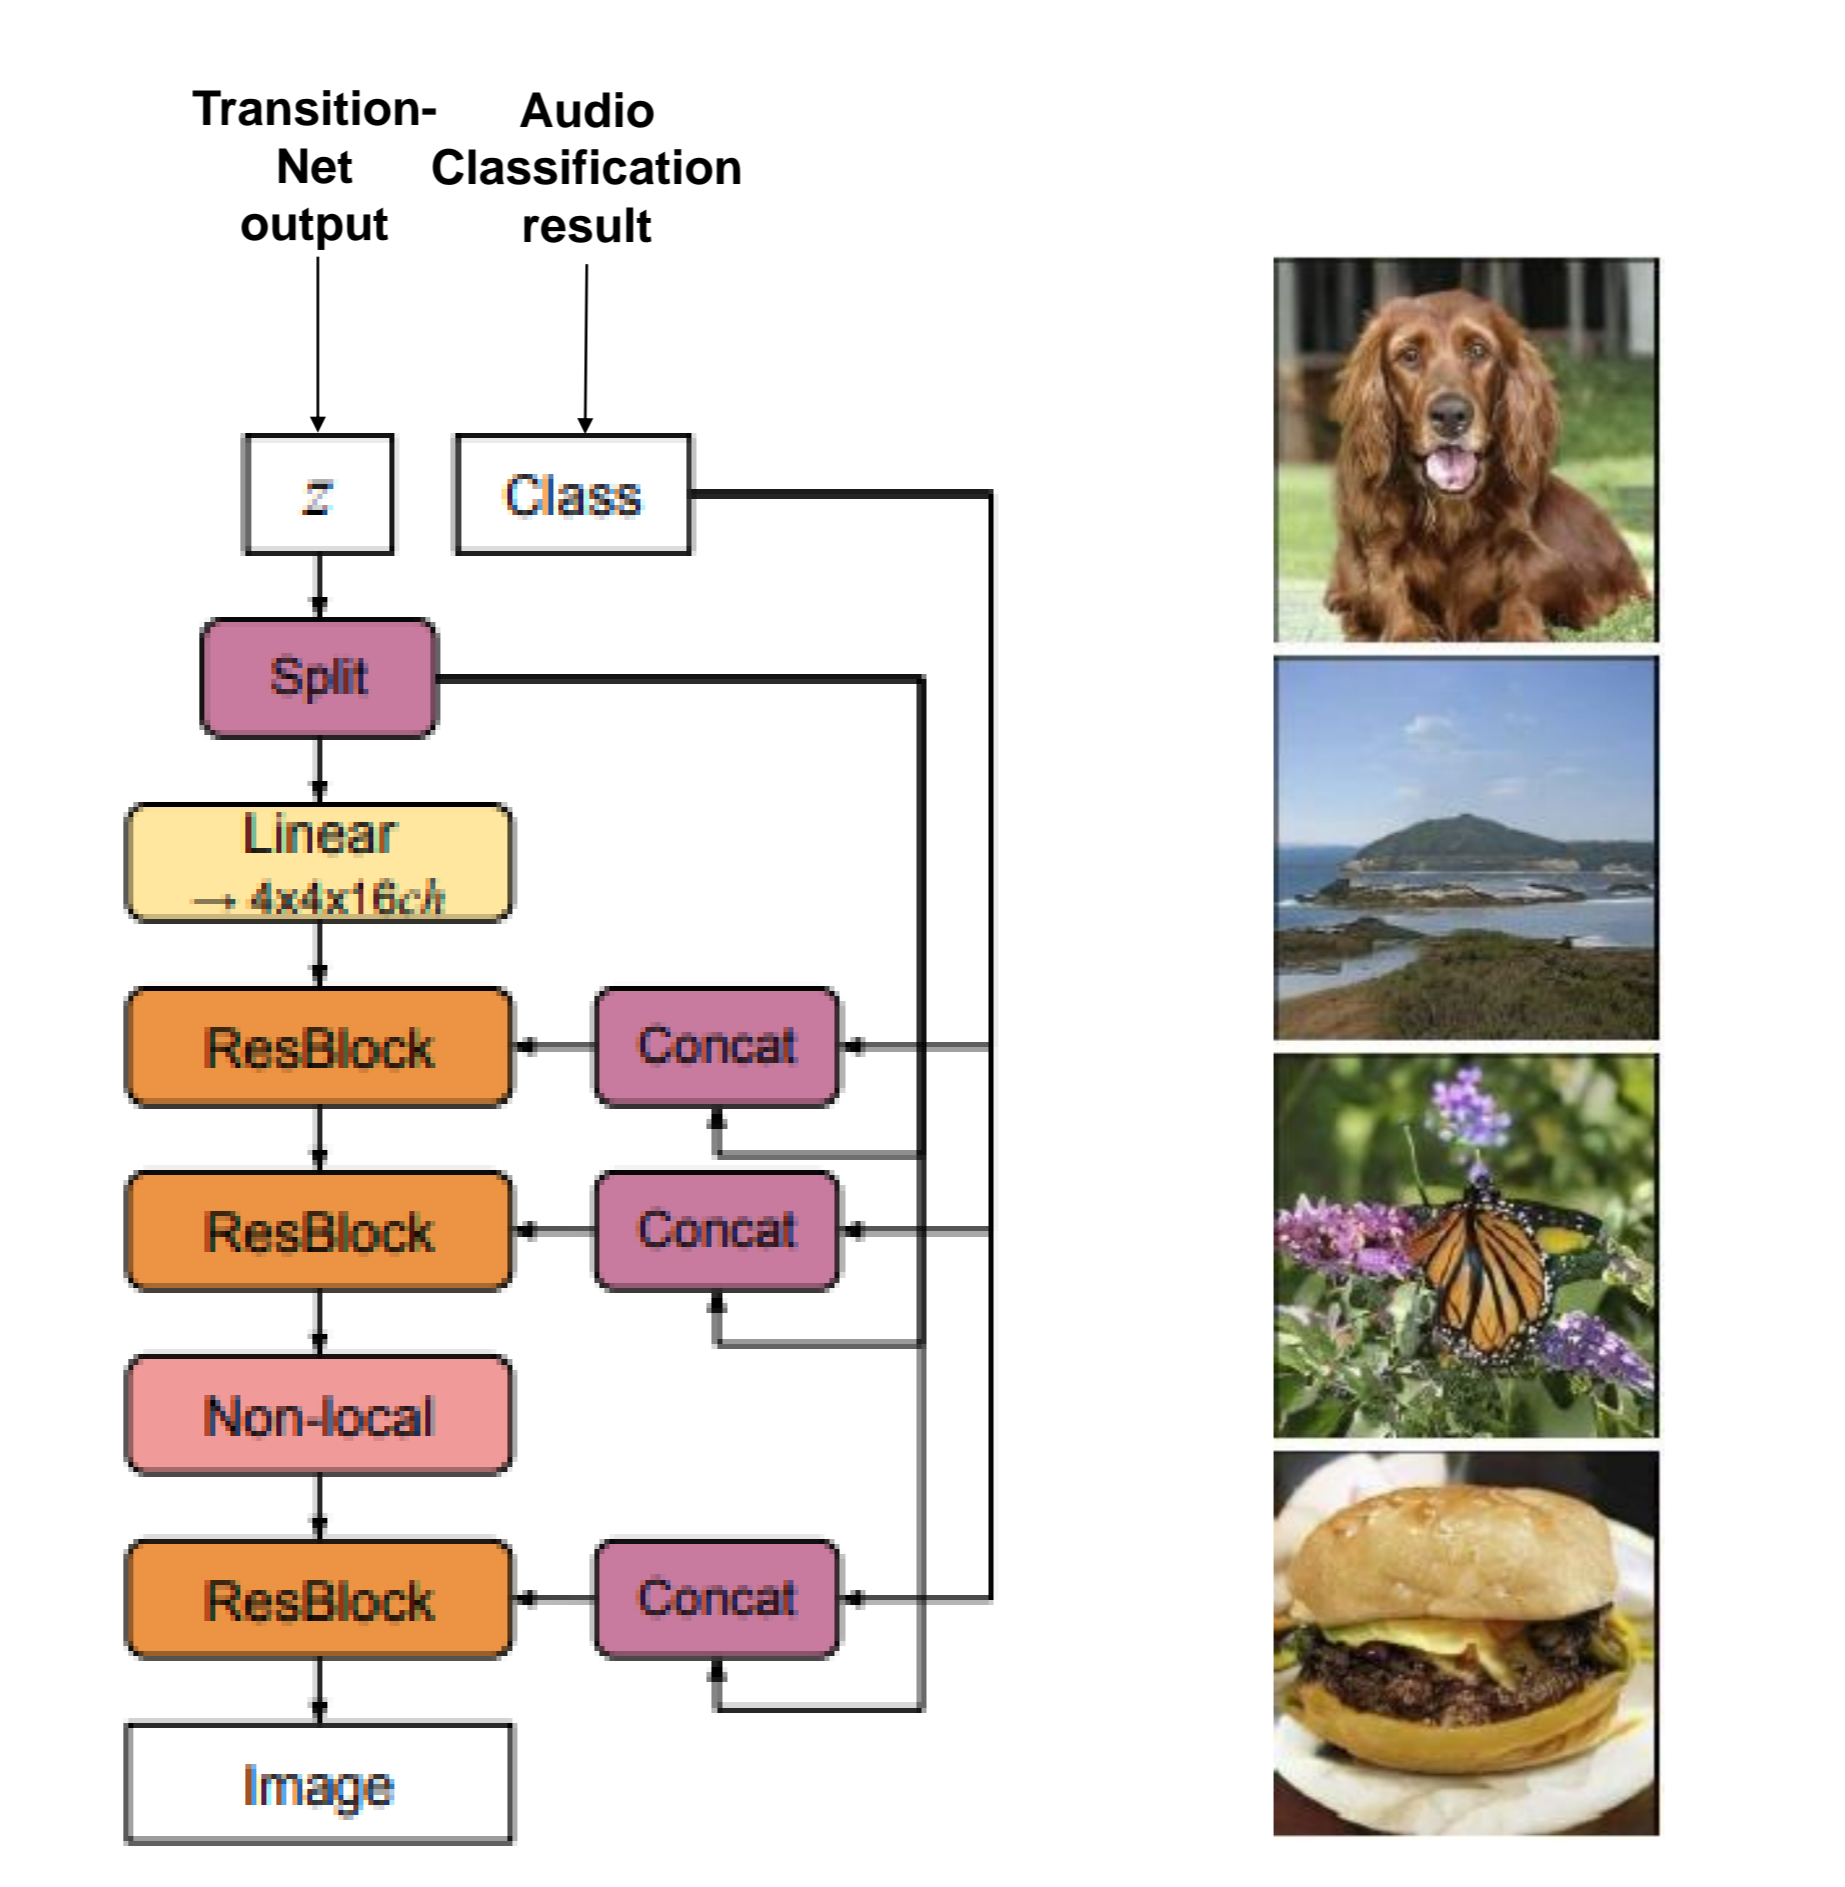 Transition-
Net
output
Audio
Classification
result
z
Class
Split
Linear
→ 4x4x16ch
ResBlock
Concat
ResBlock
Concat
Non-local
ResBlock
Concat
Image